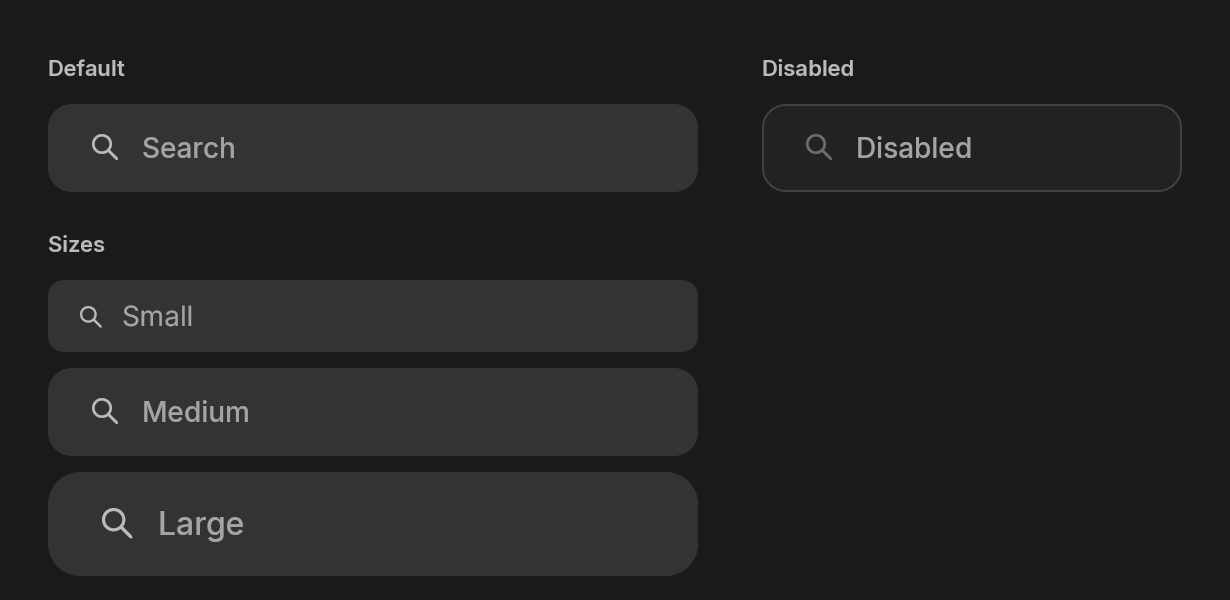 Default
Search
Disabled
Disabled
Sizes
Small
Medium
Large